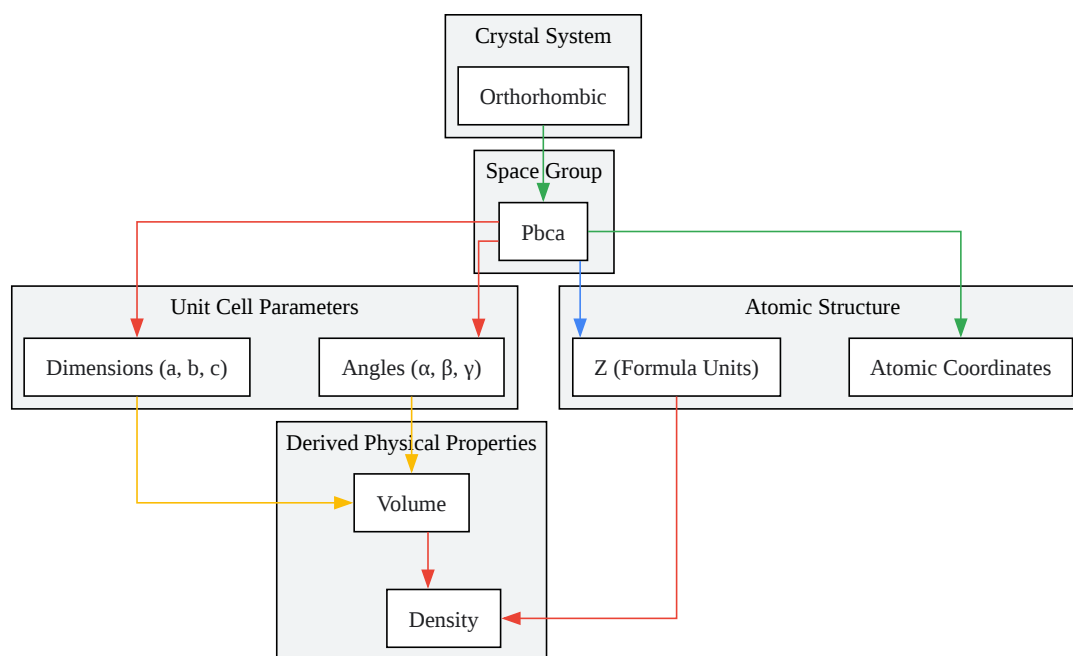 Crystal System
Orthorhombic
Space Group
Pbca
Unit Cell Parameters
Dimensions (a, b, c)
Angles (α, β, γ)
Atomic Structure
Z (Formula Units)
Atomic Coordinates
Derived Physical Properties
Volume
Density